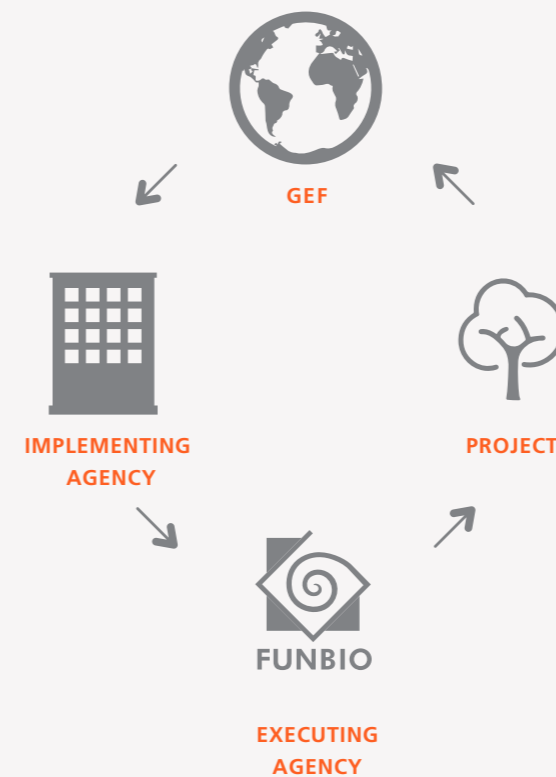 GEF
IMPLEMENTING
AGENCY
PROJECT
FUNBIO
EXECUTING
AGENCY